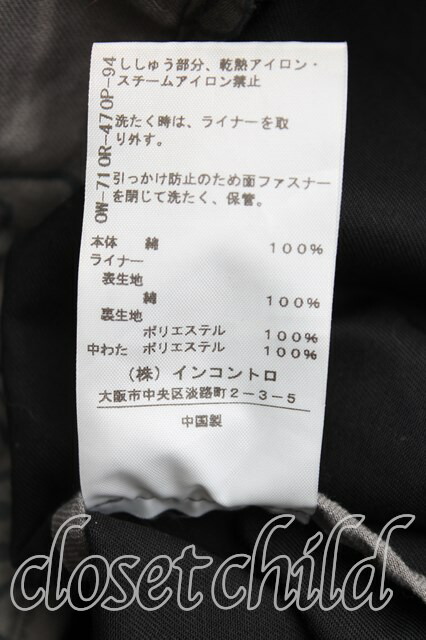 ししゅう部分、乾熱アイロン・
スチームアイロン禁止
洗たく時は、ライナーを取
り外す。
引っかけ防止のため面ファスナー
を閉じて洗たく、保管。
OW-710R-470P-94
本体 綿 100%
ライナー
表生地
綿 100%
裏生地
ポリエステル 100%
中わた ポリエステル 100%
(株)インコントロ
大阪市中央区淡路町2-3-5
中国製
closet child